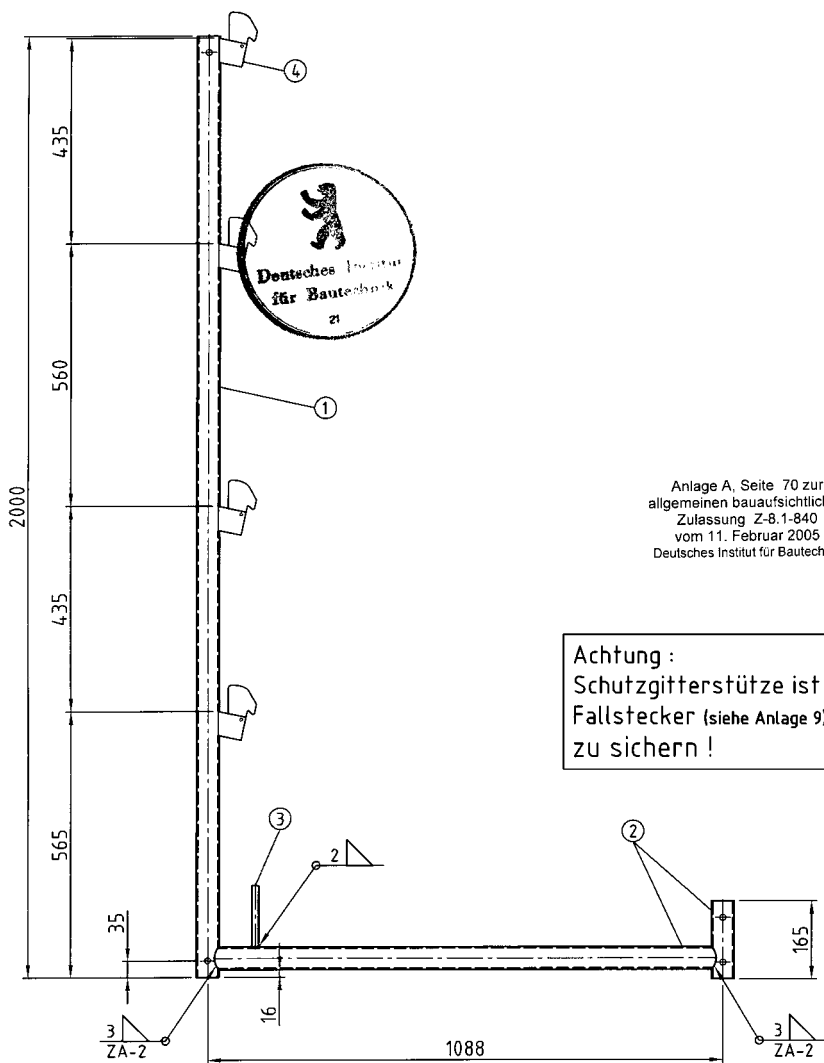 4
435
Deutsches
für Bautechnik
21
560
1
2000
Anlage A, Seite 70 zur
allgemeinen bauaufsichtlich
Zulassung Z-8.1-840
vom 11. Februar 2005
Deutsches Institut für Bautech
435
Achtung :
Schutzgitterstütze ist
Fallstecker (siehe Anlage 9)
zu sichern !
565
3
2
2
35
165
16
3
ZA-2
1088
3
ZA-2